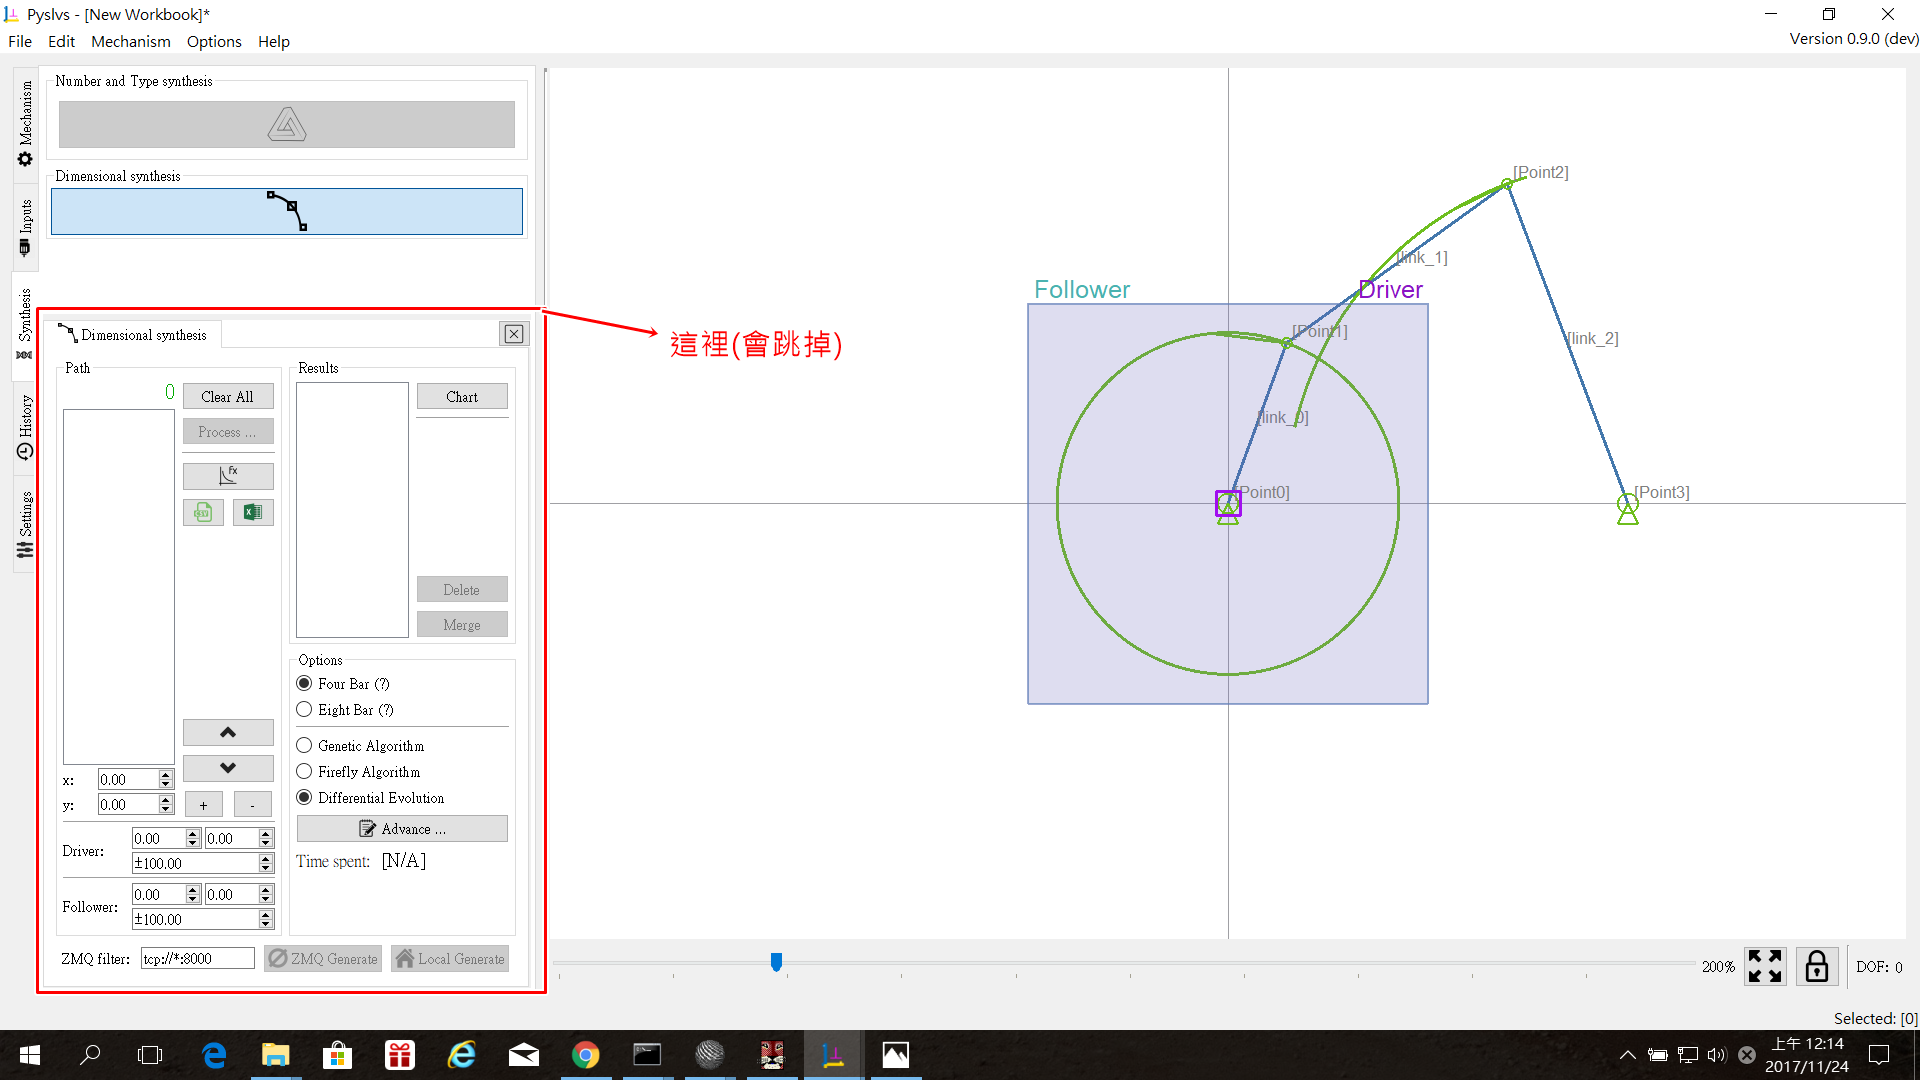 Pyslvs - [New Workbook]*
File Edit Mechanism Options Help
Version 0.9.0 (dev)
Mechanism
Inputs
Synthesis
History
Settings
Number and Type synthesis
Dimensional synthesis
Dimensional synthesis
Path
0
Clear All
Process ...
fx
CSV
x: 0.00
y: 0.00
+ -
Driver: 0.00 0.00
±100.00
Follower: 0.00 0.00
±100.00
Results
Chart
Delete
Merge
Options
Four Bar (?)
Eight Bar (?)
Genetic Algorithm
Firefly Algorithm
Differential Evolution
Advance ...
Time spent: [N/A]
ZMQ filter: tcp://*:8000 ZMQ Generate Local Generate
這裡(會跳掉)
[Point2]
[link_1]
Follower
Driver
[Point1]
[link_2]
[link_0]
[Point0]
[Point3]
200%
DOF: 0
Selected: [0]
上午 12:14
2017/11/24